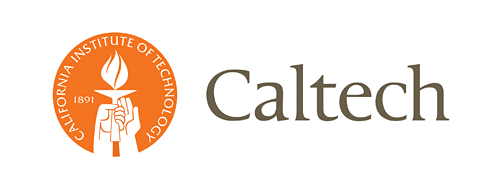 CALIFORNIA INSTITUTE OF TECHNOLOGY
1891
Caltech